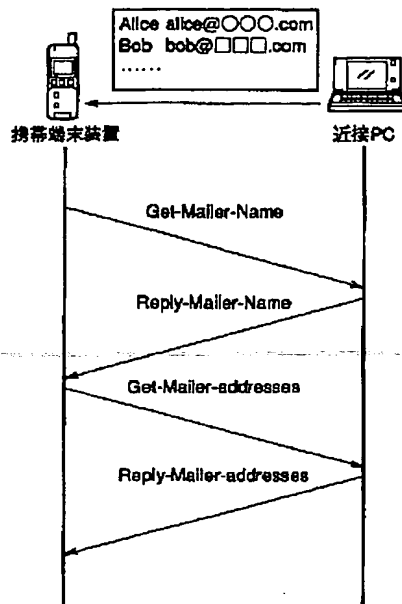 Alice alice@○○○.com
Bob bob@□□□.com
......
携帯端末装置
近接PC
Get-Mailer-Name
Reply-Mailer-Name
Get-Mailer-addresses
Reply-Mailer-addresses